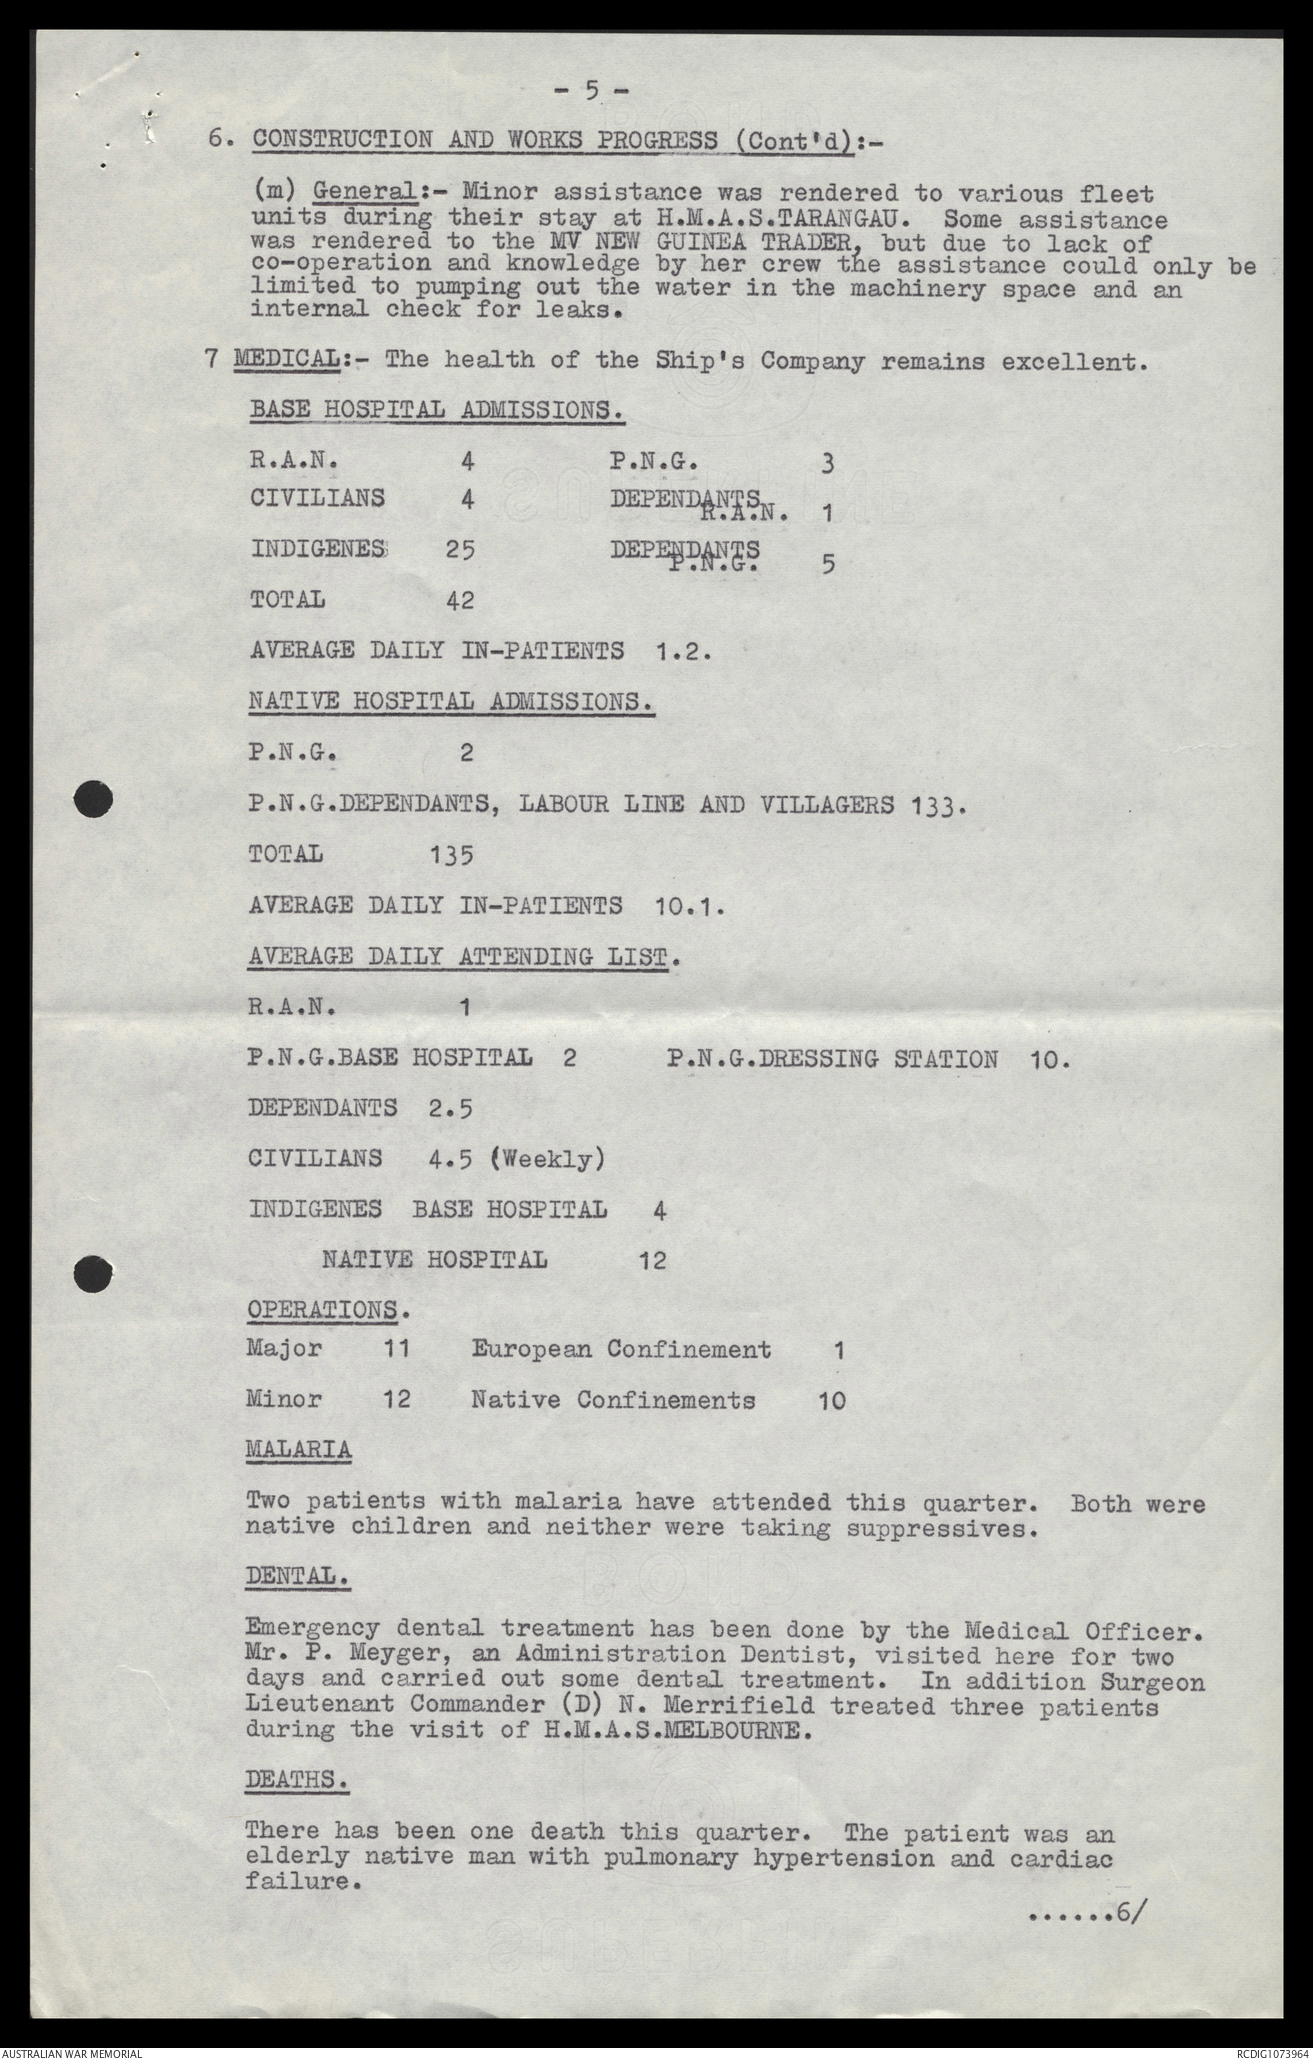 - 5 -
6. CONSTRUCTION AND WORKS PROGRESS (Cont'd):-
(m) General:- Minor assistance was rendered to various fleet
units during their stay at H.M.A.S.TARANGAU.  Some assistance
was rendered to the MV NEW GUINEA TRADER, but due to lack of
co-operation and knowledge by her crew the assistance could only be
limited to pumping out the water in the machinery space and an
internal check for leaks.
7 MEDICAL:- The health of the Ship's Company remains excellent.
BASE HOSPITAL ADMISSIONS.
R.A.N. 4 P.N.G. 3
CIVILIANS 4 DEPENDANTS
R.A.N. 1
INDIGENES 25 DEPENDANTS
P.N.G. 5
TOTAL 42
AVERAGE DAILY IN-PATIENTS 1.2.
NATIVE HOSPITAL ADMISSIONS.
P.N.G. 2
P.N.G.DEPENDANTS, LABOUR LINE AND VILLAGERS 133.
TOTAL 135
AVERAGE DAILY IN-PATIENTS 10.1.
AVERAGE DAILY ATTENDING LIST.
R.A.N. 1
P.N.G.BASE HOSPITAL 2 P.N.G.DRESSING STATION 10.
DEPENDANTS 2.5
CIVILIANS 4.5 (Weekly)
INDIGENES BASE HOSPITAL 4
NATIVE HOSPITAL 12
OPERATIONS.
Major 11 European Confinement 1
Minor 12 Native Confinements 10
MALARIA
Two patients with malaria have attended this quarter.  Both were
native children and neither were taking suppressives.
DENTAL.
Emergency dental treatment has been done by the Medical Officer.
Mr. P. Meyger, an Administration Dentist, visited here for two
days and carried out some dental treatment.  In addition Surgeon
Lieutenant Commander (D) N. Merrifield treated three patients
during the visit of H.M.A.S.MELBOURNE.
DEATHS.
There has been one death this quarter.  The patient was an
elderly native man with pulmonary hypertension and cardiac
failure.
......6/
AUSTRALIAN WAR MEMORIAL
RCDIG1073964